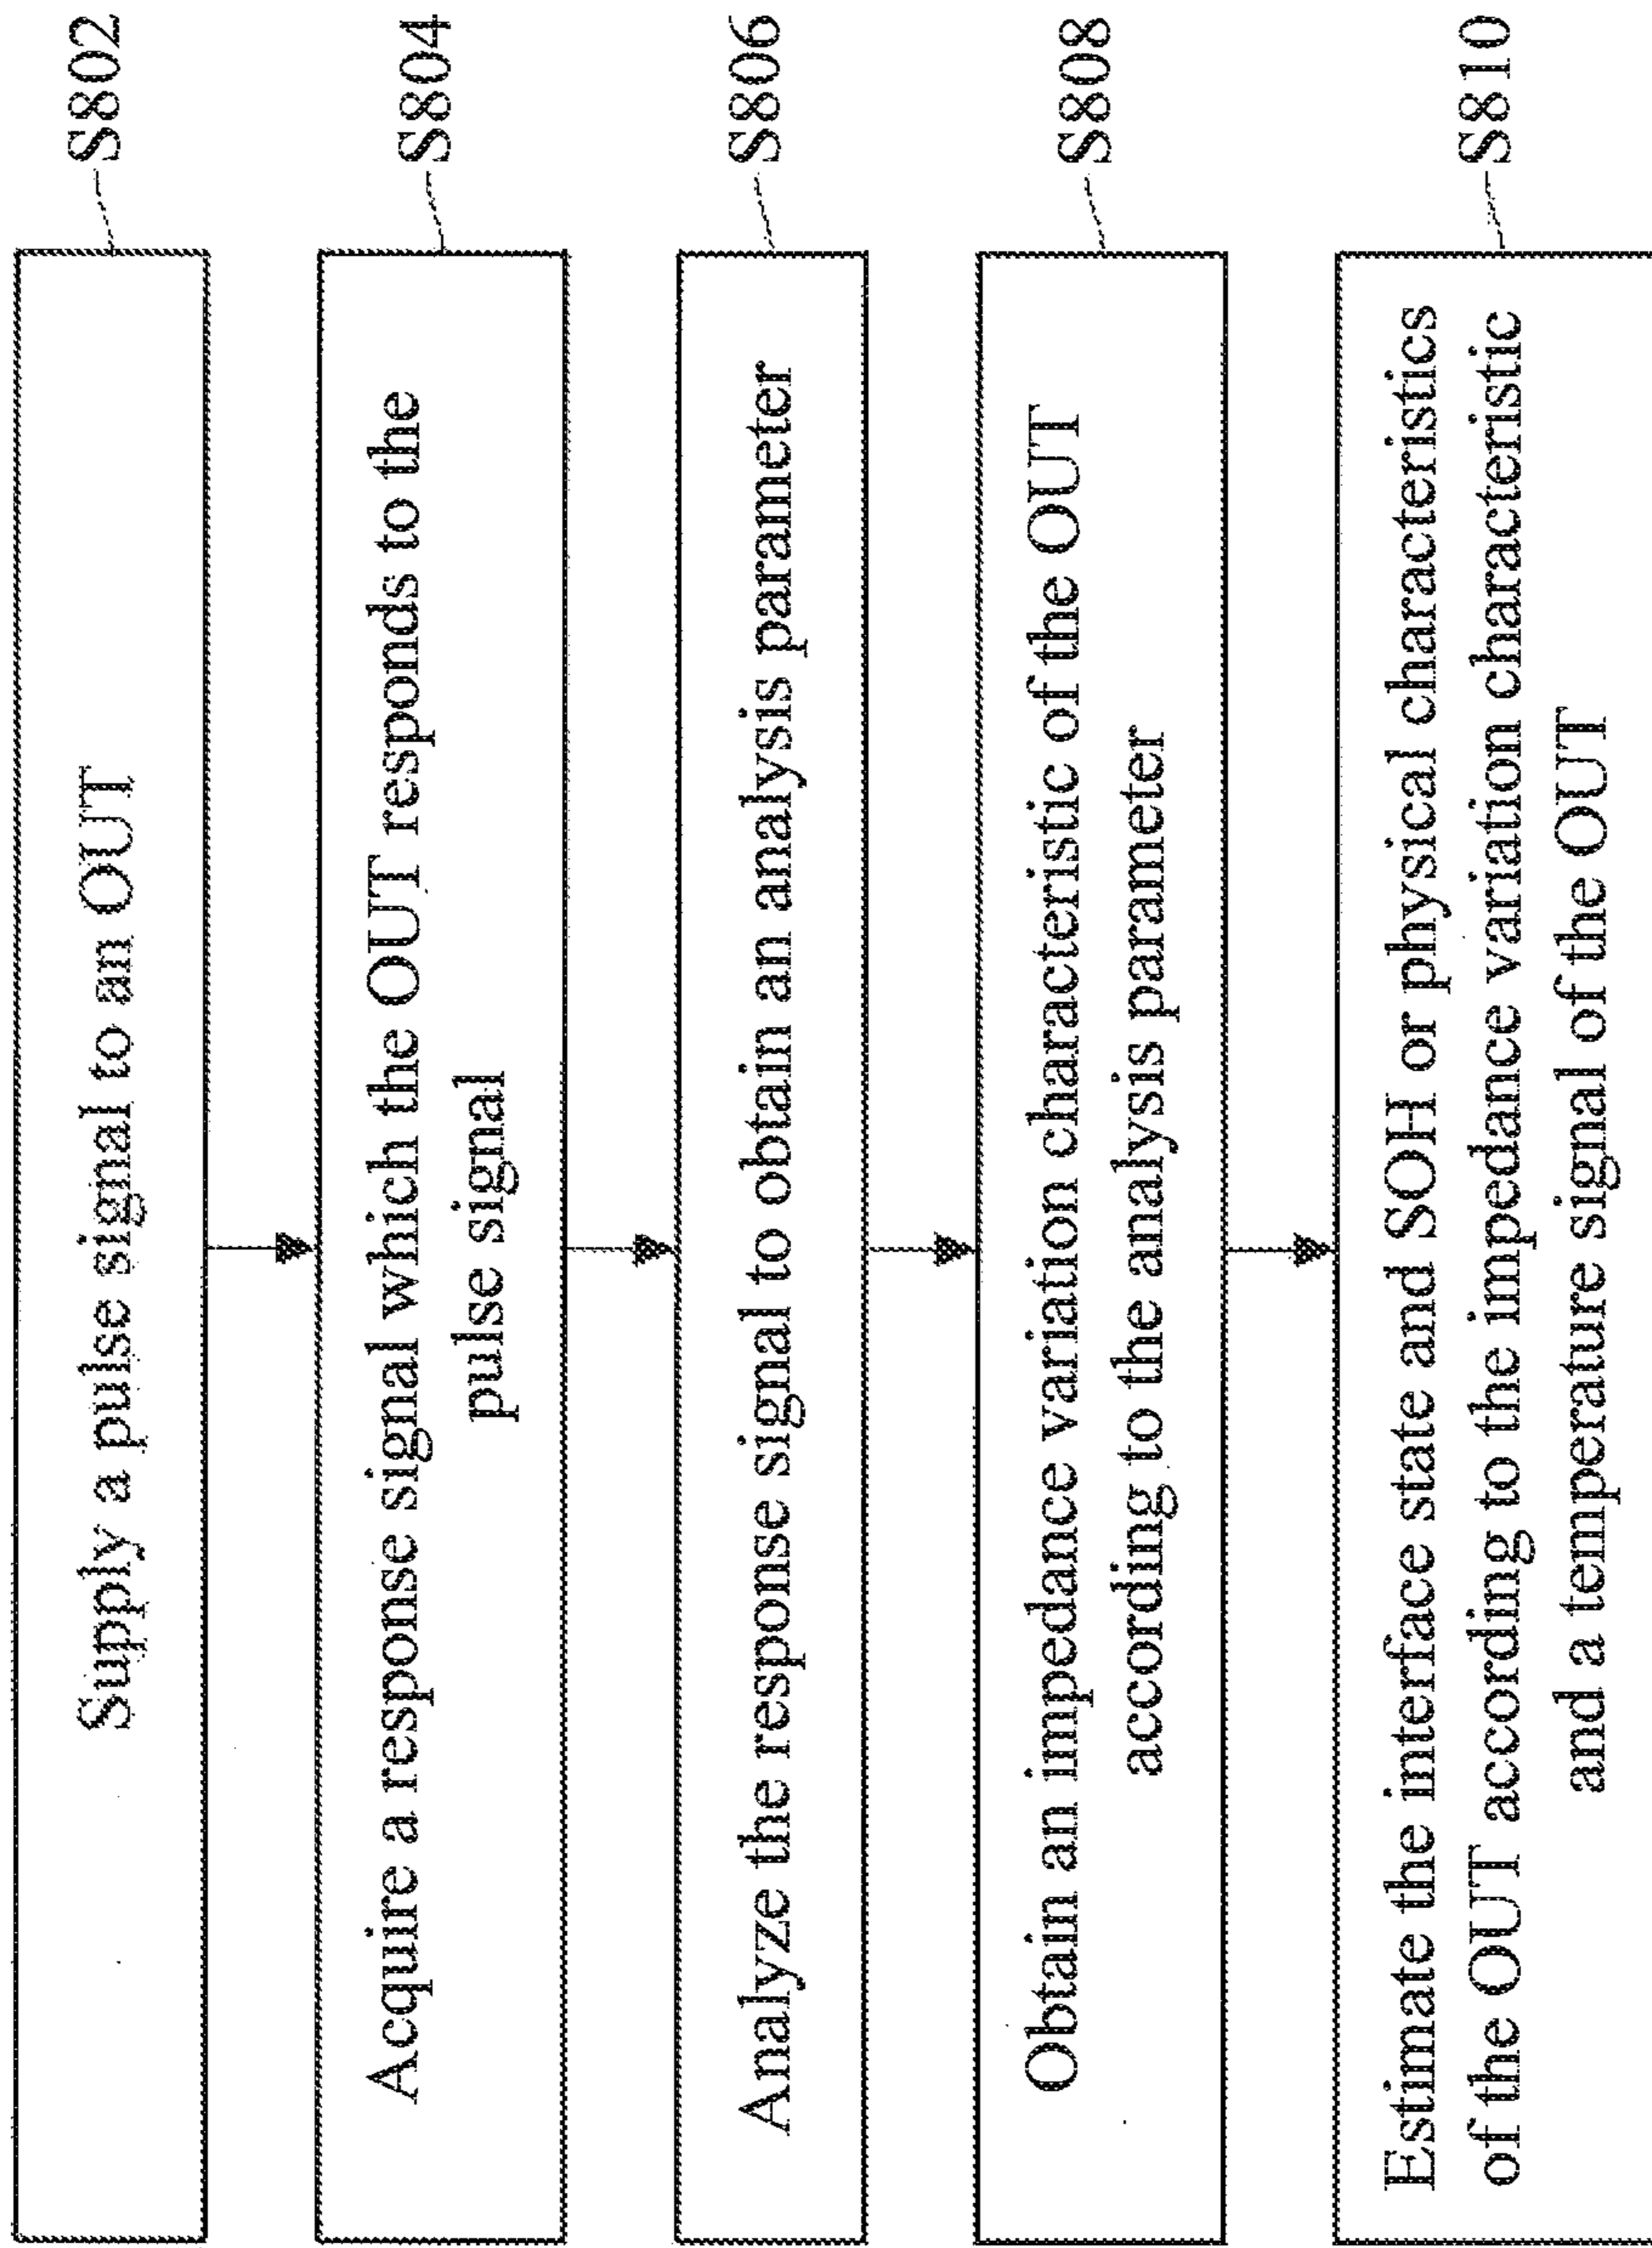 Supply a pulse signal to an OUT
S802
Acquire a response signal which the OUT responds to the
pulse signal
S804
Analyze the response signal to obtain an analysis parameter
S806
Obtain an impedance variation characteristic of the OUT
according to the analysis parameter
S808
Estimate the interface state and SOH or physical characteristics
of the OUT according to the impedance variation characteristic
and a temperature signal of the OUT
S810